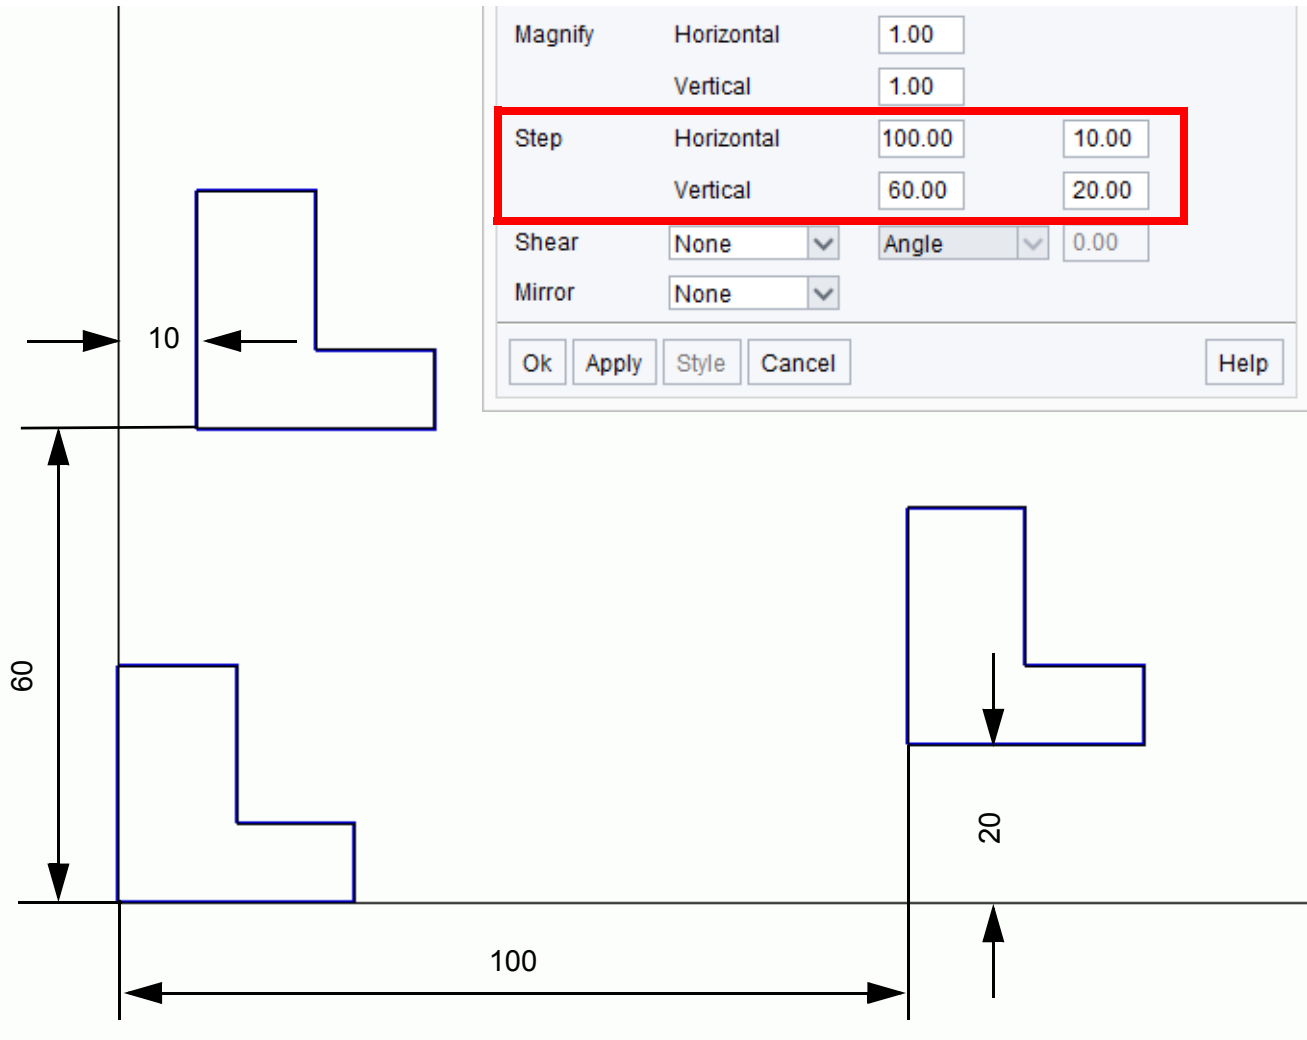 Magnify Horizontal 1.00
Vertical 1.00
Step Horizontal 100.00 10.00
Vertical 60.00 20.00
Shear None Angle 0.00
Mirror None
Ok Apply Style Cancel Help
10
60
20
100